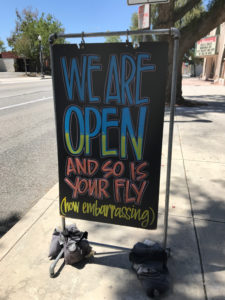 WE ARE
OPEN
AND SO IS
YOUR FLY
(how embarrassing)